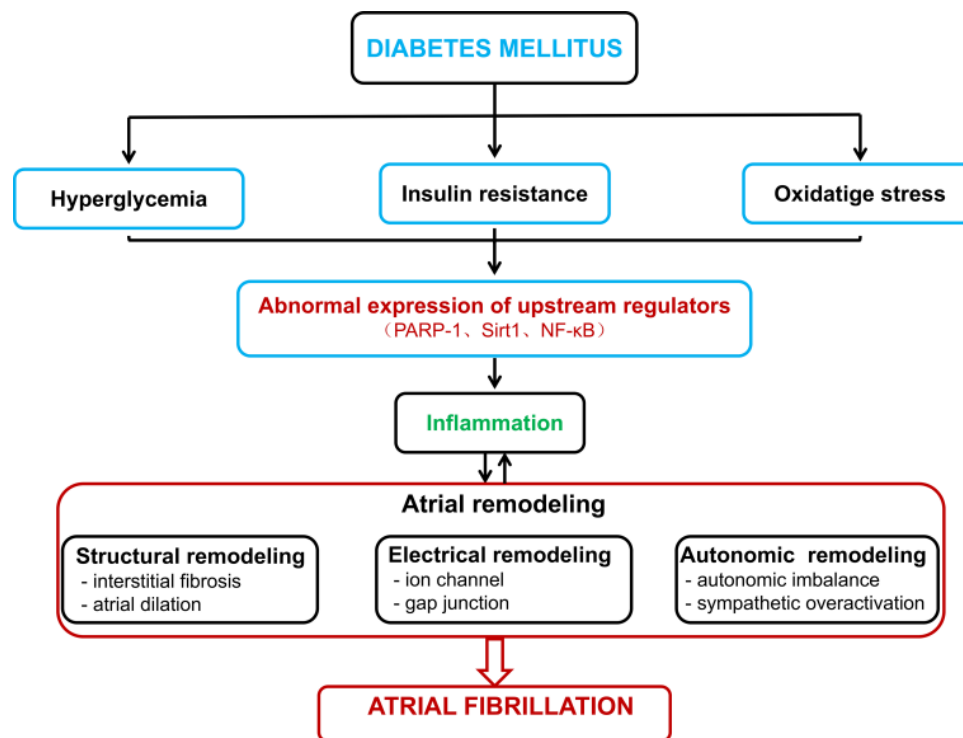 DIABETES MELLITUS
Hyperglycemia
Insulin resistance
Oxidatige stress
Abnormal expression of upstream regulators
（PARP-1、Sirt1、NF-κB）
Inflammation
Atrial remodeling
Structural remodeling
- interstitial fibrosis
- atrial dilation
Electrical remodeling
- ion channel
- gap junction
Autonomic remodeling
- autonomic imbalance
- sympathetic overactivation
ATRIAL FIBRILLATION